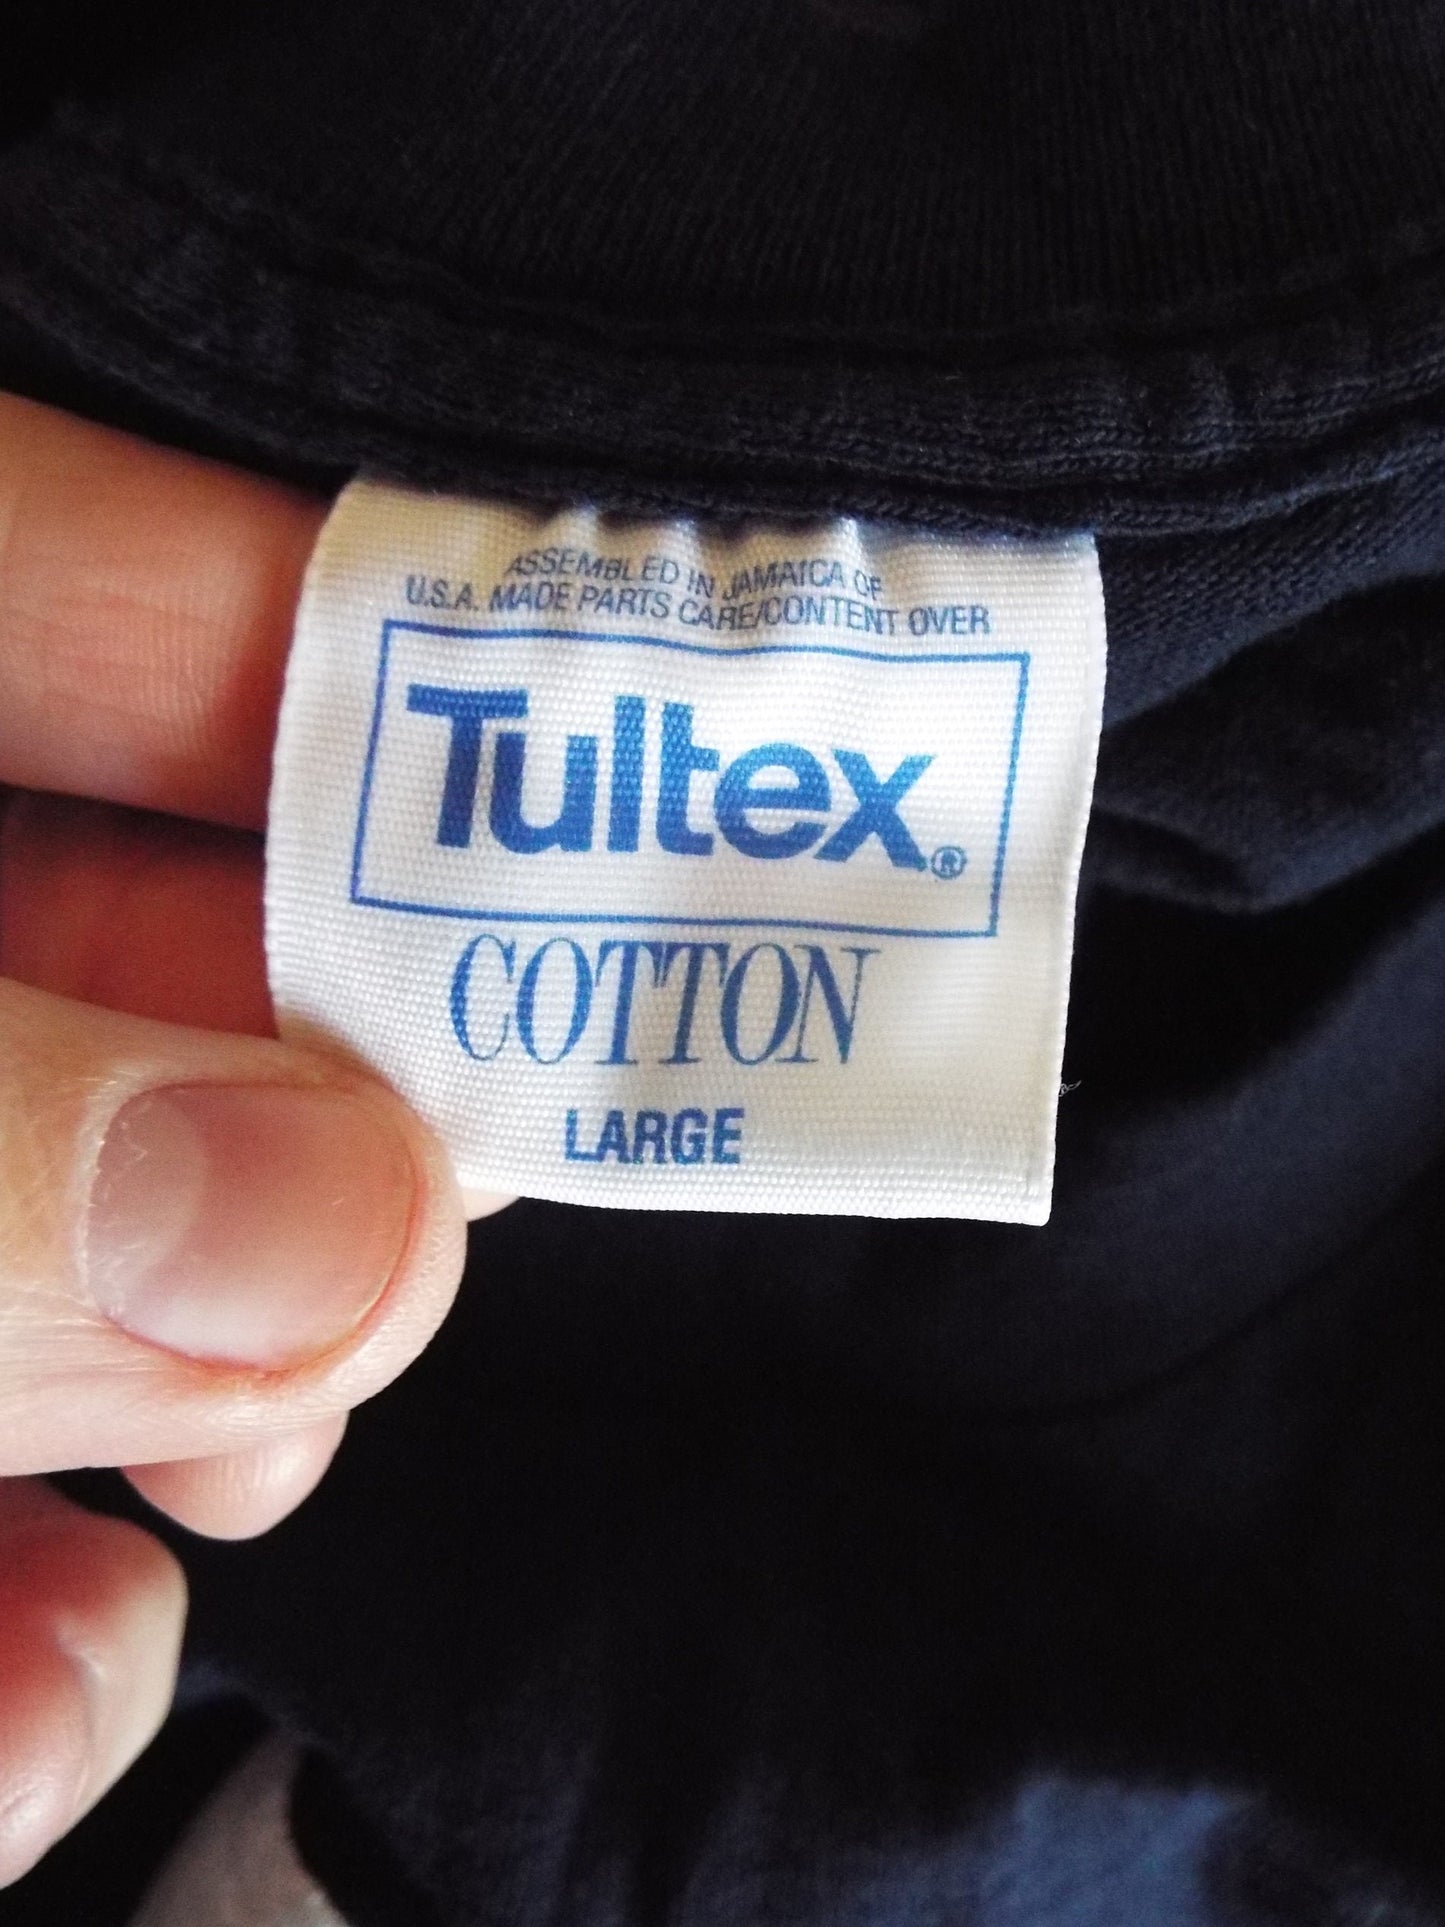 ASSEMBLED IN JAMAICA OF
U.S.A. MADE PARTS CARE/CONTENT OVER
Tultex®
COTTON
LARGE